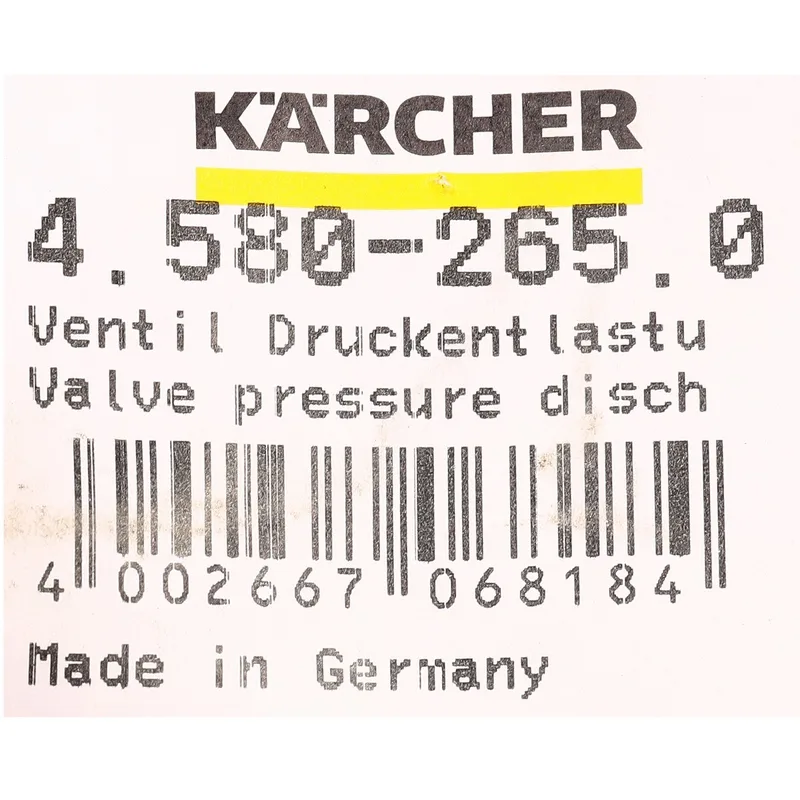 KÄRCHER
4.580-265.0
Ventil Druckentlastu
Valve pressure disch
4 002667 068184
Made in Germany